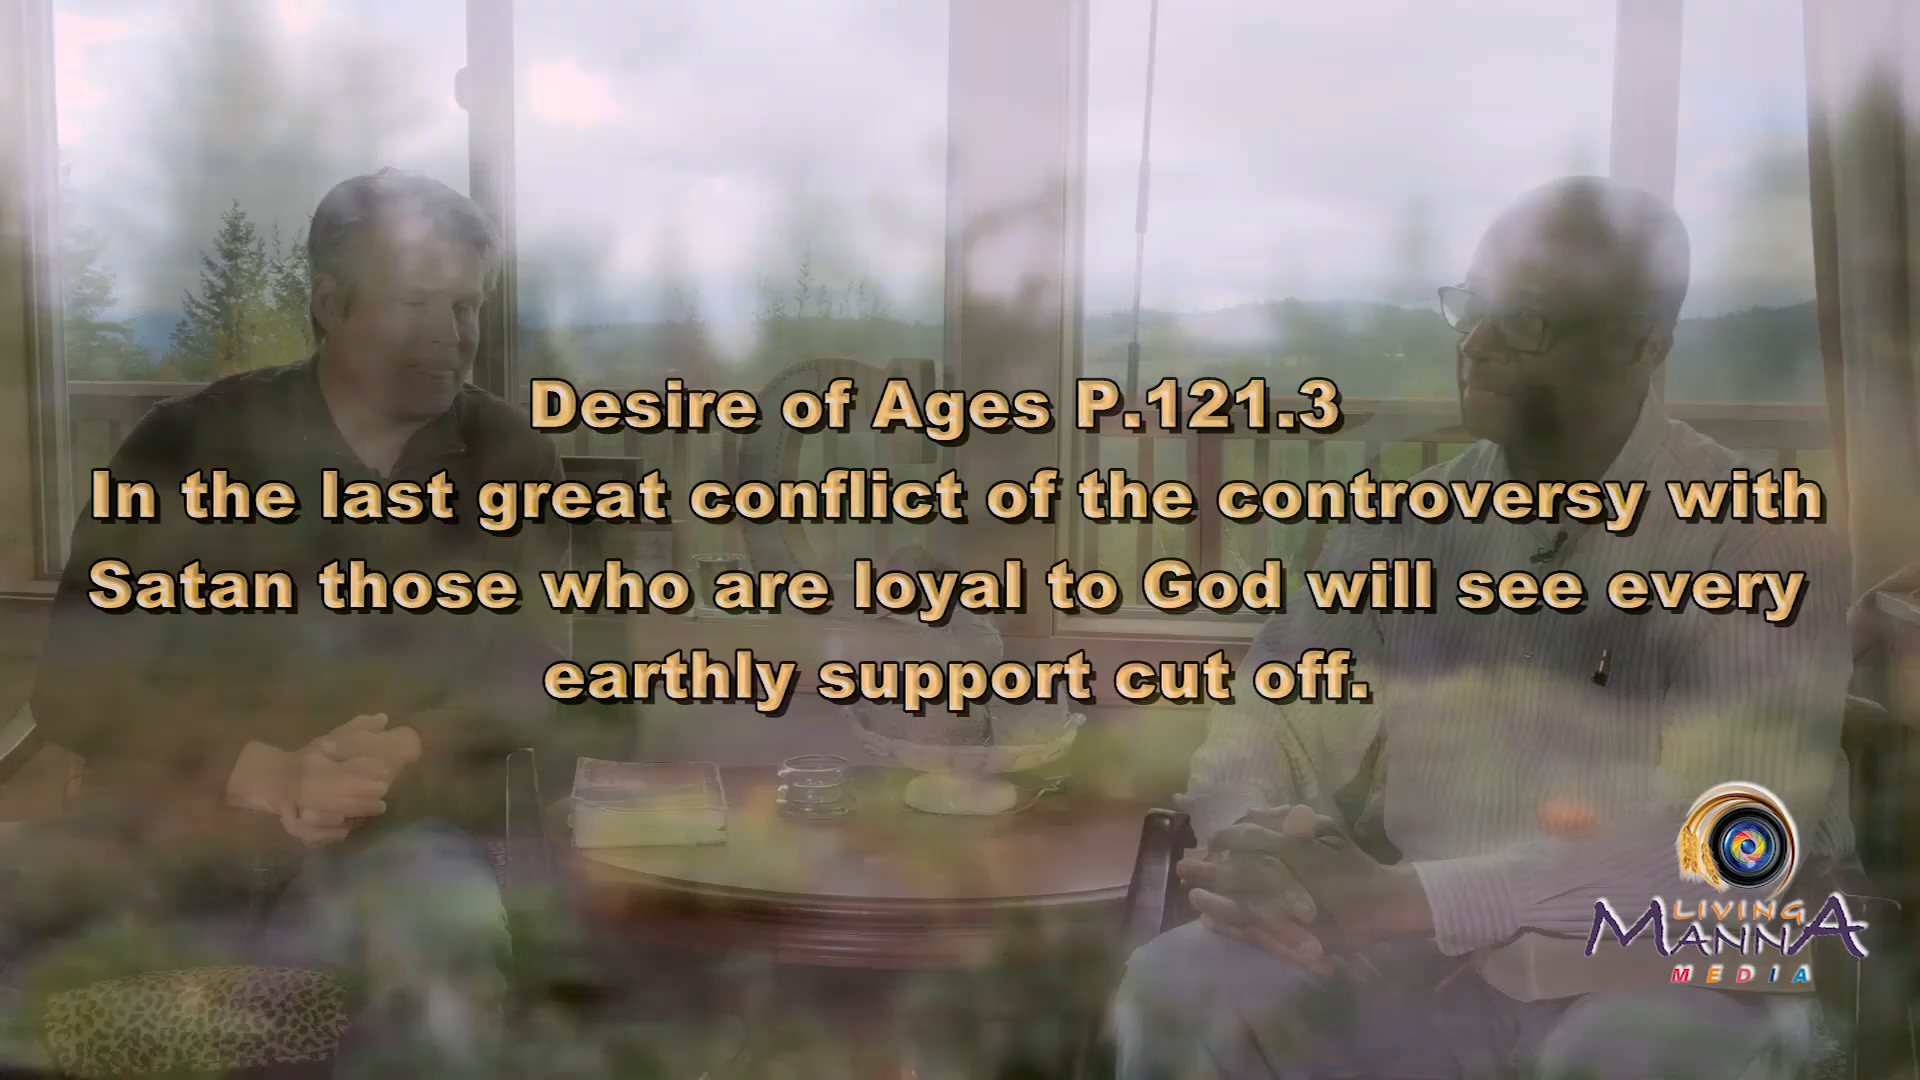 Desire of Ages P.121.3
In the last great conflict of the controversy with
Satan those who are loyal to God will see every
earthly support cut off.
LIVING
MANNA
MEDIA